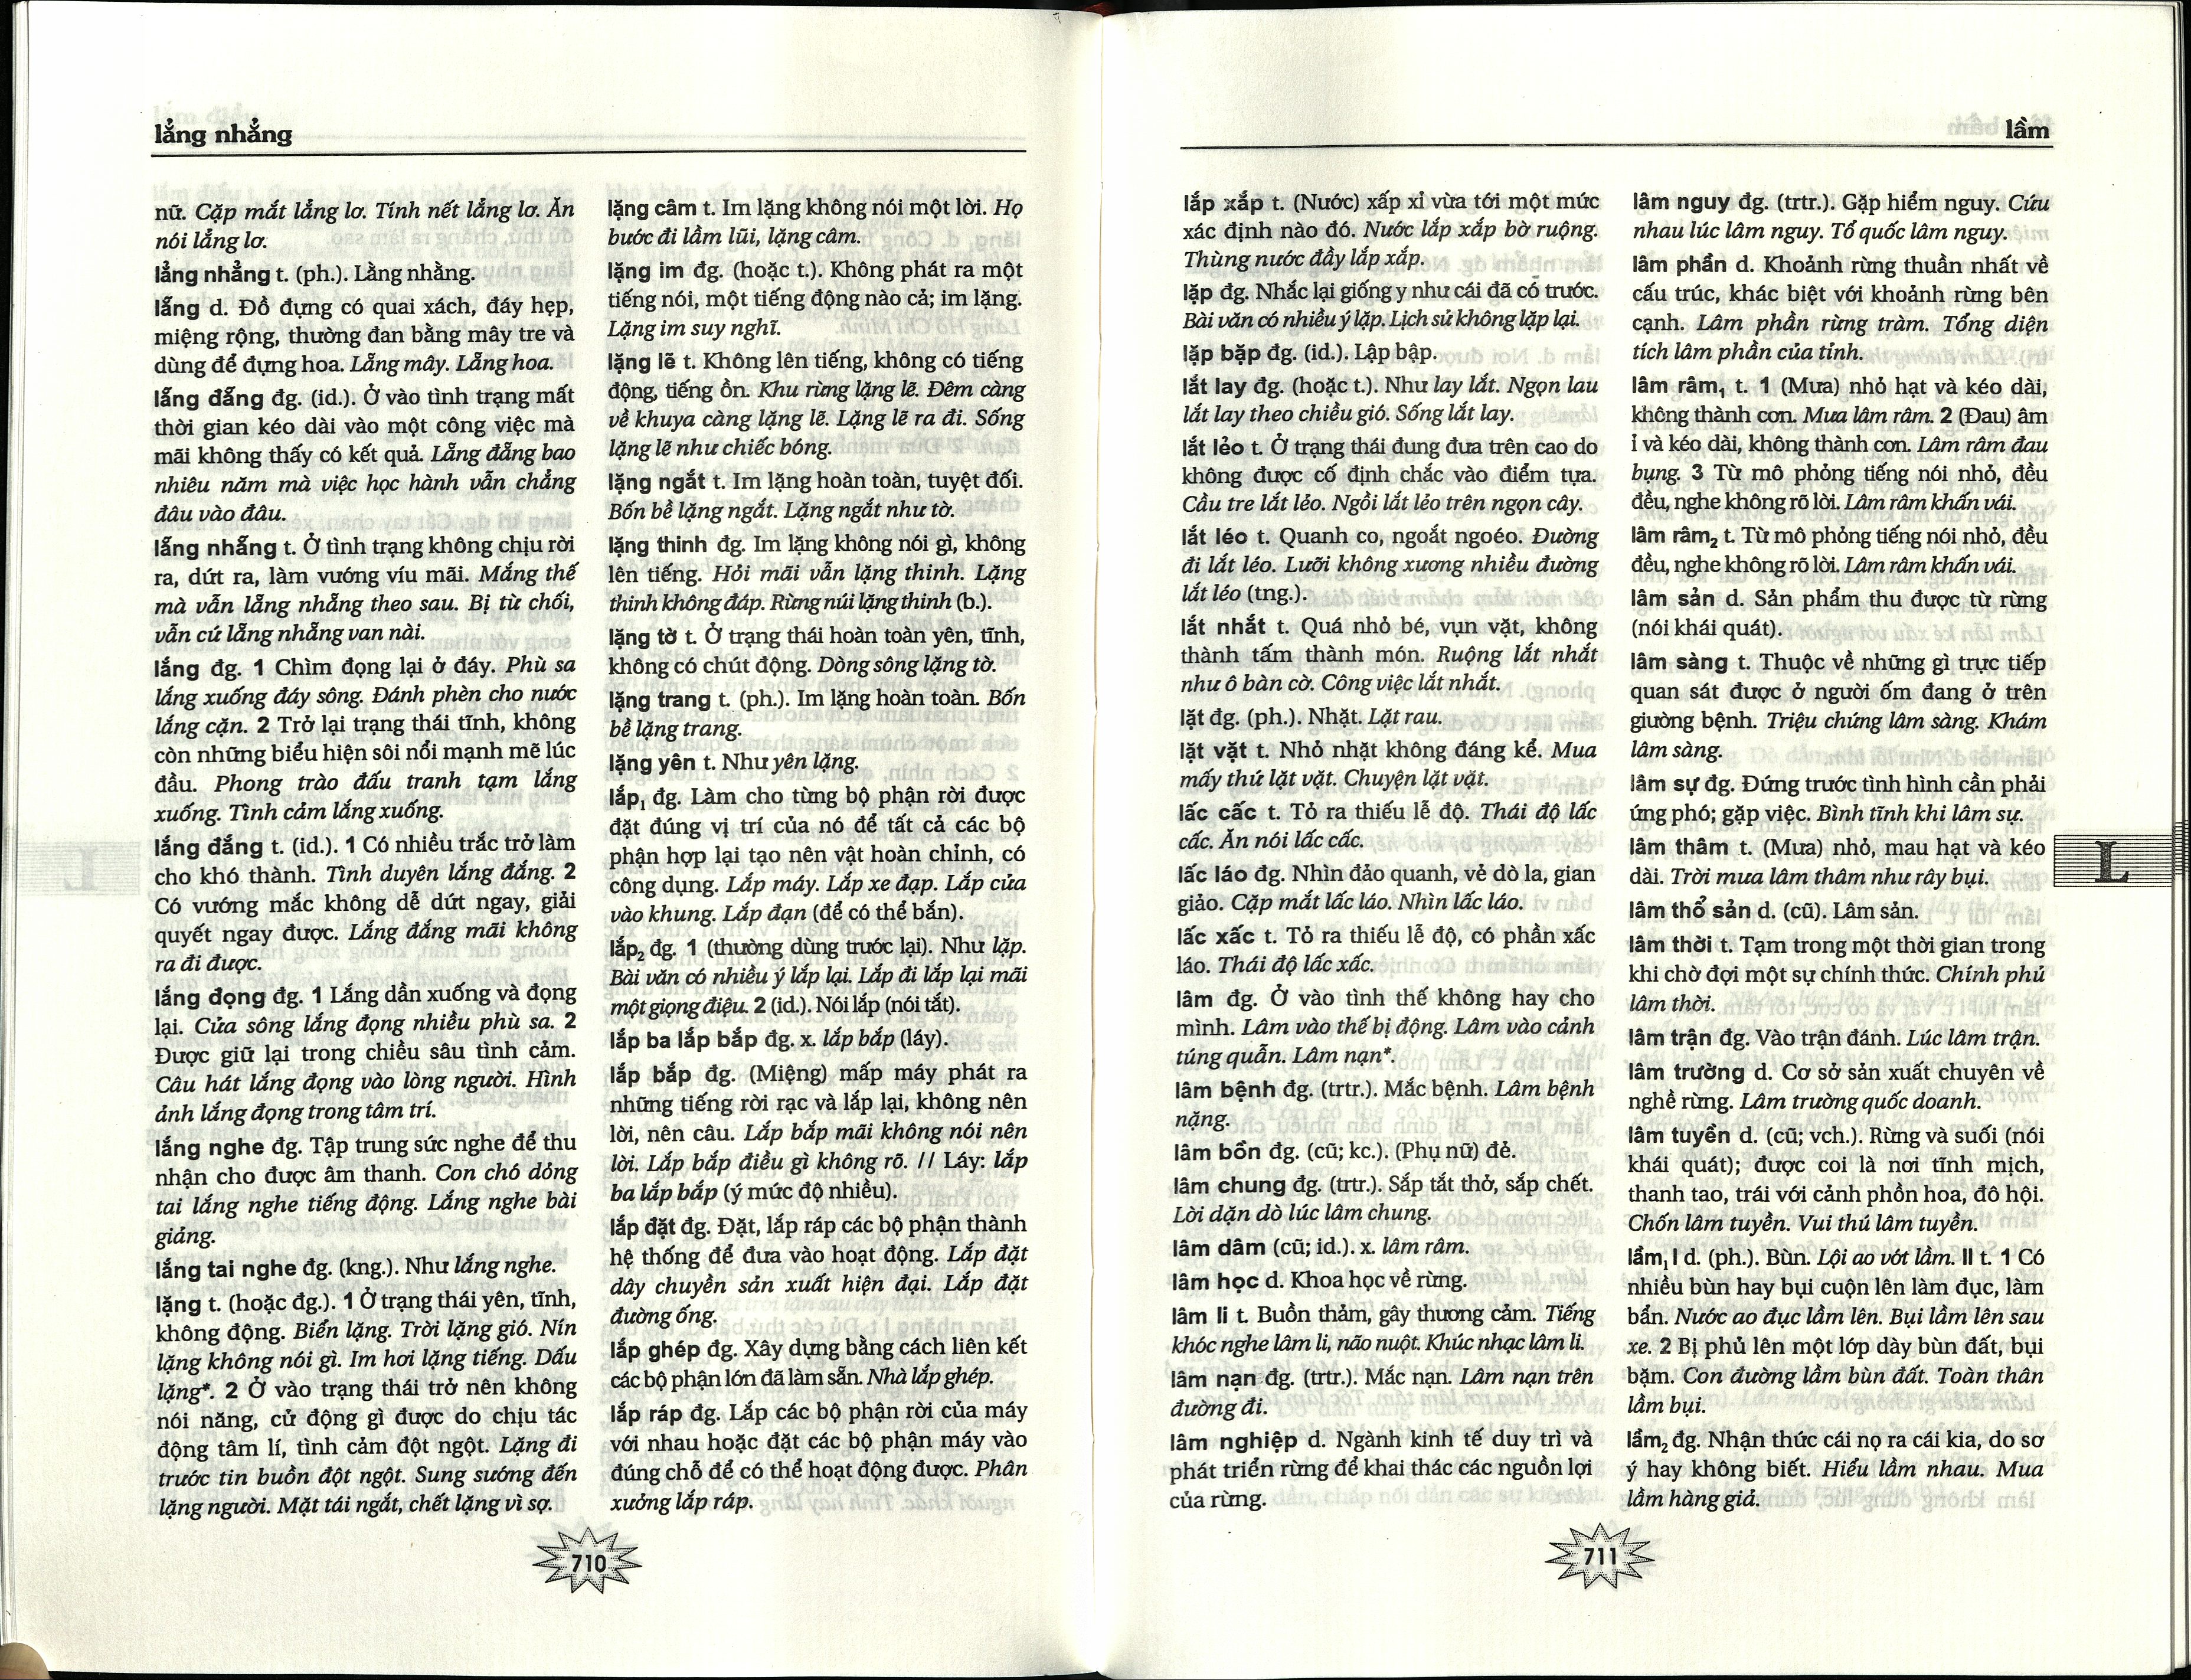 lẳng nhẳng
nữ. Cặp mắt lẳng lơ. Tính nết lẳng lơ. Ăn
nói lẳng lơ.
lẳng nhẳng t. (ph.). Lằng nhằng.
lẵng d. Đồ đựng có quai xách, đáy hẹp,
miệng rộng, thường đan bằng mây tre và
dùng để đựng hoa. Lẵng mây. Lẵng hoa.
lẵng đẵng đg. (id.). Ở vào tình trạng mất
thời gian kéo dài vào một công việc mà
mãi không thấy có kết quả. Lẵng đẵng bao
nhiêu năm mà việc học hành vẫn chẳng
đâu vào đâu.
lẵng nhẵng t. Ở tình trạng không chịu rời
ra, dứt ra, làm vướng víu mãi. Mắng thế
mà vẫn lẵng nhẵng theo sau. Bị từ chối,
vẫn cứ lẵng nhẵng van nài.
lắng đg. 1 Chìm đọng lại ở đáy. Phù sa
lắng xuống đáy sông. Đánh phèn cho nước
lắng cặn. 2 Trở lại trạng thái tĩnh, không
còn những biểu hiện sôi nổi mạnh mẽ lúc
đầu. Phong trào đấu tranh tạm lắng
xuống. Tình cảm lắng xuống.
lắng đắng t. (id.). 1 Có nhiều trắc trở làm
cho khó thành. Tình duyên lắng đắng. 2
Có vướng mắc không dễ dứt ngay, giải
quyết ngay được. Lắng đắng mãi không
ra đi được.
lắng đọng đg. 1 Lắng dần xuống và đọng
lại. Cửa sông lắng đọng nhiều phù sa. 2
Được giữ lại trong chiều sâu tình cảm.
Câu hát lắng đọng vào lòng người. Hình
ảnh lắng đọng trong tâm trí.
lắng nghe đg. Tập trung sức nghe để thu
nhận cho được âm thanh. Con chó dỏng
tai lắng nghe tiếng động. Lắng nghe bài
giảng.
lắng tai nghe đg. (kng.). Như lắng nghe.
lặng t. (hoặc đg.). 1 Ở trạng thái yên, tĩnh,
không động. Biển lặng. Trời lặng gió. Nín
lặng không nói gì. Im hơi lặng tiếng. Dấu
lặng*. 2 Ở vào trạng thái trở nên không
nói năng, cử động gì được do chịu tác
động tâm lí, tình cảm đột ngột. Lặng đi
trước tin buồn đột ngột. Sung sướng đến
lặng người. Mặt tái ngắt, chết lặng vì sợ.
lặng câm t. Im lặng không nói một lời. Họ
bước đi lầm lũi, lặng câm.
lặng im đg. (hoặc t.). Không phát ra một
tiếng nói, một tiếng động nào cả; im lặng.
Lặng im suy nghĩ.
lặng lẽ t. Không lên tiếng, không có tiếng
động, tiếng ồn. Khu rừng lặng lẽ. Đêm càng
về khuya càng lặng lẽ. Lặng lẽ ra đi. Sống
lặng lẽ như chiếc bóng.
lặng ngắt t. Im lặng hoàn toàn, tuyệt đối.
Bốn bề lặng ngắt. Lặng ngắt như tờ.
lặng thinh đg. Im lặng không nói gì, không
lên tiếng. Hỏi mãi vẫn lặng thinh. Lặng
thinh không đáp. Rừng núi lặng thinh (b.).
lặng tờ t. Ở trạng thái hoàn toàn yên, tĩnh,
không có chút động. Dòng sông lặng tờ.
lặng trang t. (ph.). Im lặng hoàn toàn. Bốn
bề lặng trang.
lặng yên t. Như yên lặng.
lắp₁ đg. Làm cho từng bộ phận rời được
đặt đúng vị trí của nó để tất cả các bộ
phận hợp lại tạo nên vật hoàn chỉnh, có
công dụng. Lắp máy. Lắp xe đạp. Lắp cửa
vào khung. Lắp đạn (để có thể bắn).
lắp₂ đg. 1 (thường dùng trước lại). Như lặp.
Bài văn có nhiều ý lắp lại. Lắp đi lắp lại mãi
một giọng điệu. 2 (id.). Nói lắp (nói tắt).
lắp ba lắp bắp đg. x. lắp bắp (láy).
lắp bắp đg. (Miệng) mấp máy phát ra
những tiếng rời rạc và lắp lại, không nên
lời, nên câu. Lắp bắp mãi không nói nên
lời. Lắp bắp điều gì không rõ. // Láy: lắp
ba lắp bắp (ý mức độ nhiều).
lắp đặt đg. Đặt, lắp ráp các bộ phận thành
hệ thống để đưa vào hoạt động. Lắp đặt
dây chuyền sản xuất hiện đại. Lắp đặt
đường ống.
lắp ghép đg. Xây dựng bằng cách liên kết
các bộ phận lớn đã làm sẵn. Nhà lắp ghép.
lắp ráp đg. Lắp các bộ phận rời của máy
với nhau hoặc đặt các bộ phận máy vào
đúng chỗ để có thể hoạt động được. Phân
xưởng lắp ráp.
710
lầm
lắp xắp t. (Nước) xấp xỉ vừa tới một mức
xác định nào đó. Nước lắp xắp bờ ruộng.
Thùng nước đầy lắp xắp.
lặp đg. Nhắc lại giống y như cái đã có trước.
Bài văn có nhiều ý lặp. Lịch sử không lặp lại.
lặp bặp đg. (id.). Lập bập.
lắt lay đg. (hoặc t.). Như lay lắt. Ngọn lau
lắt lay theo chiều gió. Sống lắt lay.
lắt lẻo t. Ở trạng thái đung đưa trên cao do
không được cố định chắc vào điểm tựa.
Cầu tre lắt lẻo. Ngồi lắt lẻo trên ngọn cây.
lắt léo t. Quanh co, ngoắt ngoéo. Đường
đi lắt léo. Lưỡi không xương nhiều đường
lắt léo (tng.).
lắt nhắt t. Quá nhỏ bé, vụn vặt, không
thành tấm thành món. Ruộng lắt nhắt
như ô bàn cờ. Công việc lắt nhắt.
lặt đg. (ph.). Nhặt. Lặt rau.
lặt vặt t. Nhỏ nhặt không đáng kể. Mua
mấy thứ lặt vặt. Chuyện lặt vặt.
lấc cấc t. Tỏ ra thiếu lễ độ. Thái độ lấc
cấc. Ăn nói lấc cấc.
lấc láo đg. Nhìn đảo quanh, vẻ dò la, gian
giảo. Cặp mắt lấc láo. Nhìn lấc láo.
lấc xấc t. Tỏ ra thiếu lễ độ, có phần xấc
láo. Thái độ lấc xấc.
lâm đg. Ở vào tình thế không hay cho
mình. Lâm vào thế bị động. Lâm vào cảnh
túng quẫn. Lâm nạn*.
lâm bệnh đg. (trtr.). Mắc bệnh. Lâm bệnh
nặng.
lâm bồn đg. (cũ; kc.). (Phụ nữ) đẻ.
lâm chung đg. (trtr.). Sắp tắt thở, sắp chết.
Lời dặn dò lúc lâm chung.
lâm dâm (cũ; id.). x. lâm râm.
lâm học d. Khoa học về rừng.
lâm li t. Buồn thảm, gây thương cảm. Tiếng
khóc nghe lâm li, não nuột. Khúc nhạc lâm li.
lâm nạn đg. (trtr.). Mắc nạn. Lâm nạn trên
đường đi.
lâm nghiệp d. Ngành kinh tế duy trì và
phát triển rừng để khai thác các nguồn lợi
của rừng.
lâm nguy đg. (trtr.). Gặp hiểm nguy. Cứu
nhau lúc lâm nguy. Tổ quốc lâm nguy.
lâm phần d. Khoảnh rừng thuần nhất về
cấu trúc, khác biệt với khoảnh rừng bên
cạnh. Lâm phần rừng tràm. Tổng diện
tích lâm phần của tỉnh.
lâm râm₁ t. 1 (Mưa) nhỏ hạt và kéo dài,
không thành cơn. Mưa lâm râm. 2 (Đau) âm
ỉ và kéo dài, không thành cơn. Lâm râm đau
bụng. 3 Từ mô phỏng tiếng nói nhỏ, đều
đều, nghe không rõ lời. Lâm râm khấn vái.
lâm râm₂ t. Từ mô phỏng tiếng nói nhỏ, đều
đều, nghe không rõ lời. Lâm râm khấn vái.
lâm sản d. Sản phẩm thu được từ rừng
(nói khái quát).
lâm sàng t. Thuộc về những gì trực tiếp
quan sát được ở người ốm đang ở trên
giường bệnh. Triệu chứng lâm sàng. Khám
lâm sàng.
lâm sự đg. Đứng trước tình hình cần phải
ứng phó; gặp việc. Bình tĩnh khi lâm sự.
lâm thâm t. (Mưa) nhỏ, mau hạt và kéo
dài. Trời mưa lâm thâm như rây bụi.
lâm thổ sản d. (cũ). Lâm sản.
lâm thời t. Tạm trong một thời gian trong
khi chờ đợi một sự chính thức. Chính phủ
lâm thời.
lâm trận đg. Vào trận đánh. Lúc lâm trận.
lâm trường d. Cơ sở sản xuất chuyên về
nghề rừng. Lâm trường quốc doanh.
lâm tuyền d. (cũ; vch.). Rừng và suối (nói
khái quát); được coi là nơi tĩnh mịch,
thanh tao, trái với cảnh phồn hoa, đô hội.
Chốn lâm tuyền. Vui thú lâm tuyền.
lầm₁ I d. (ph.). Bùn. Lội ao vớt lầm. II t. 1 Có
nhiều bùn hay bụi cuộn lên làm đục, làm
bẩn. Nước ao đục lầm lên. Bụi lầm lên sau
xe. 2 Bị phủ lên một lớp dày bùn đất, bụi
bặm. Con đường lầm bùn đất. Toàn thân
lầm bụi.
lầm₂ đg. Nhận thức cái nọ ra cái kia, do sơ
ý hay không biết. Hiểu lầm nhau. Mua
lầm hàng giả.
L
711